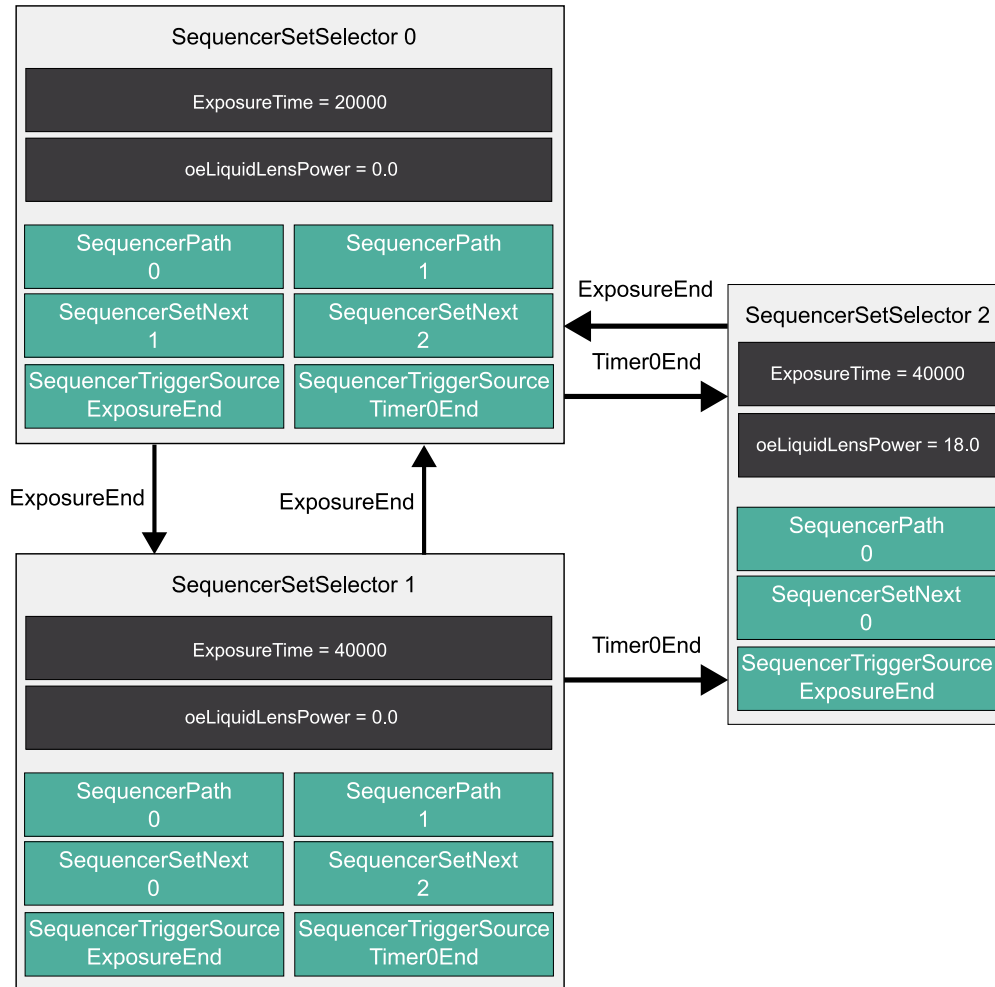 SequencerSetSelector 0
ExposureTime = 20000
oeLiquidLensPower = 0.0
SequencerPath
0
SequencerPath
1
SequencerSetNext
1
SequencerSetNext
2
SequencerTriggerSource
ExposureEnd
SequencerTriggerSource
Timer0End
ExposureEnd
Timer0End
SequencerSetSelector 2
ExposureTime = 40000
oeLiquidLensPower = 18.0
SequencerPath
0
SequencerSetNext
0
SequencerTriggerSource
ExposureEnd
ExposureEnd
ExposureEnd
SequencerSetSelector 1
ExposureTime = 40000
oeLiquidLensPower = 0.0
SequencerPath
0
SequencerPath
1
SequencerSetNext
0
SequencerSetNext
2
SequencerTriggerSource
ExposureEnd
SequencerTriggerSource
Timer0End
Timer0End